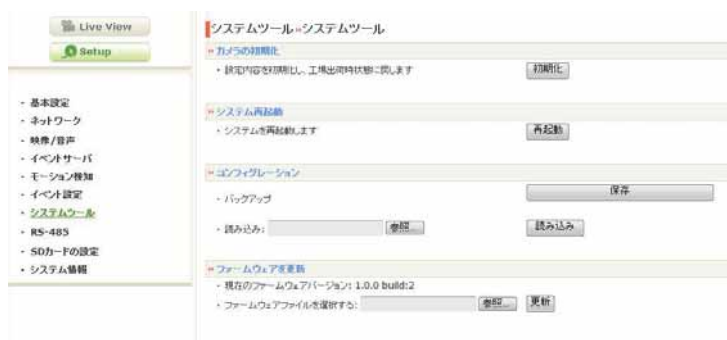 Live View
Setup
・ 基本設定
・ ネットワーク
・ 映像/音声
・ イベントサーバ
・ モーション検知
・ イベント設定
・ システムツール
・ RS-485
・ SDカードの設定
・ システム情報
システムツール»システムツール
» カメラの初期化
・ 設定内容を初期化し、工場出荷時状態に戻します 初期化
» システム再起動
・ システムを再起動します 再起動
» コンフィグレーション
・ バックアップ 保存
・ 読み込み: 参照... 読み込み
» ファームウェアを更新
・ 現在のファームウェアバージョン: 1.0.0 build:2
・ ファームウェアファイルを選択する: 参照... 更新